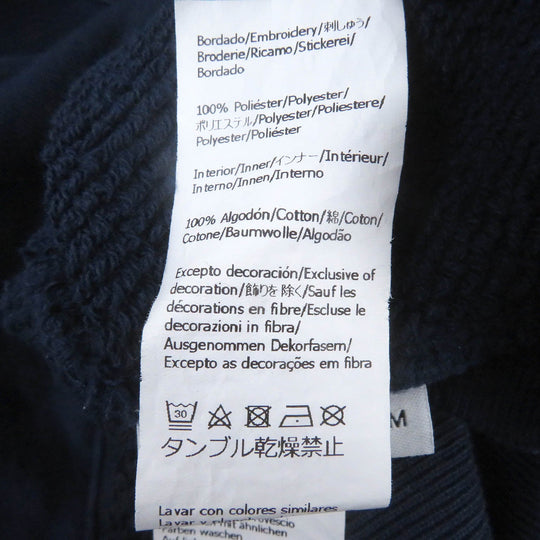 Bordado/Embroidery/刺しゅう/
Broderie/Ricamo/Stickerei/
Bordado
100% Poliéster/Polyester/
ポリエステル/Polyester/Poliestere/
Polyester/Poliéster
Interior/Inner/インナー/Intérieur/
Interno/Innen/Interno
100% Algodón/Cotton/綿/Coton/
Cotone/Baumwolle/Algodão
Excepto decoración/Exclusive of
decoration/飾りを除く/Sauf les
décorations en fibre/Escluse le
decorazioni in fibra/
Ausgenommen Dekorfasern/
Excepto as decorações em fibra
30
タンブル乾燥禁止
M
Lavar con colores similares
Lavar
ähnlichen
Farben waschen